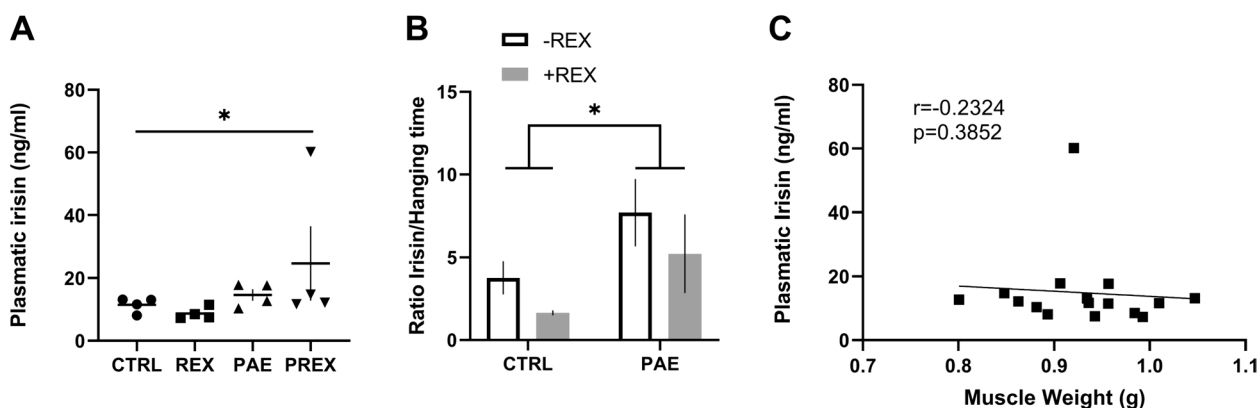 A
Plasmatic irisin (ng/ml)
80
60
40
20
0
*
CTRL REX PAE PREX
B
-REX
+REX
Ratio Irisin/Hanging time
15
10
5
0
*
CTRL PAE
C
Plasmatic Irisin (ng/ml)
80
60
40
20
0
r=-0.2324
p=0.3852
0.7 0.8 0.9 1.0 1.1
Muscle Weight (g)